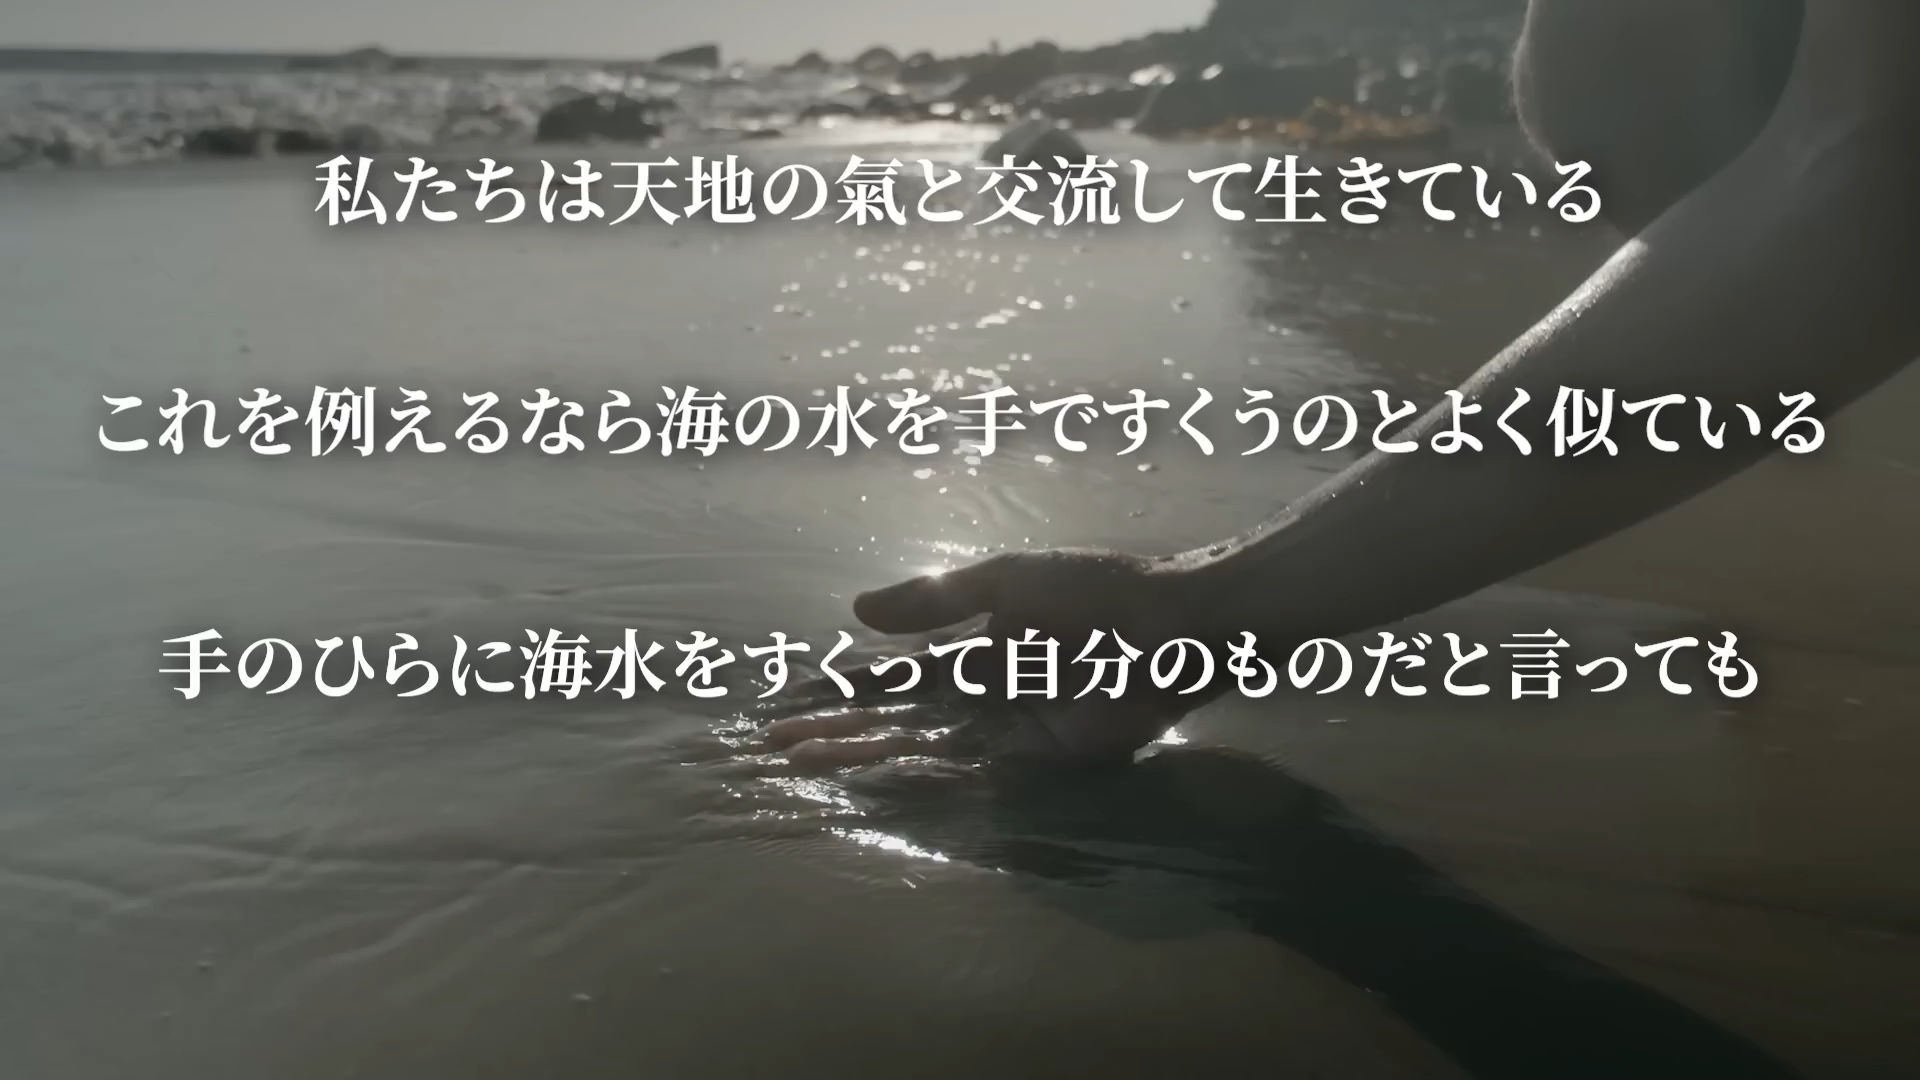 私たちは天地の氣と交流して生きている
これを例えるなら海の水を手ですくうのとよく似ている
手のひらに海水をすくって自分のものだと言っても